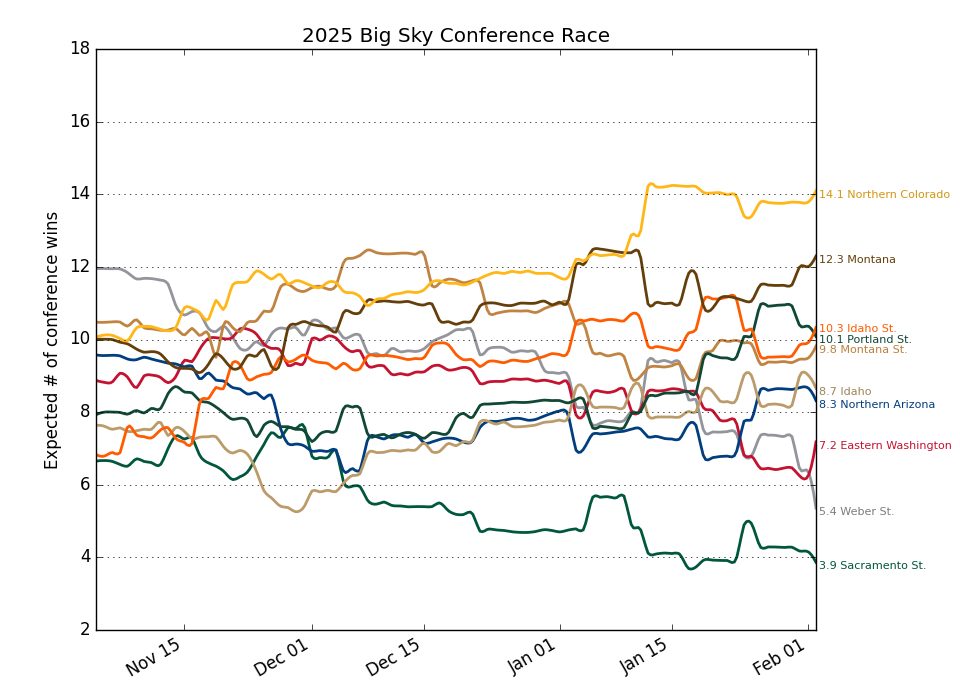 2025 Big Sky Conference Race
Expected # of conference wins
18
16
14
12
10
8
6
4
2
Nov 15
Dec 01
Dec 15
Jan 01
Jan 15
Feb 01
14.1 Northern Colorado
12.3 Montana
10.3 Idaho St.
10.1 Portland St.
9.8 Montana St.
8.7 Idaho
8.3 Northern Arizona
7.2 Eastern Washington
5.4 Weber St.
3.9 Sacramento St.